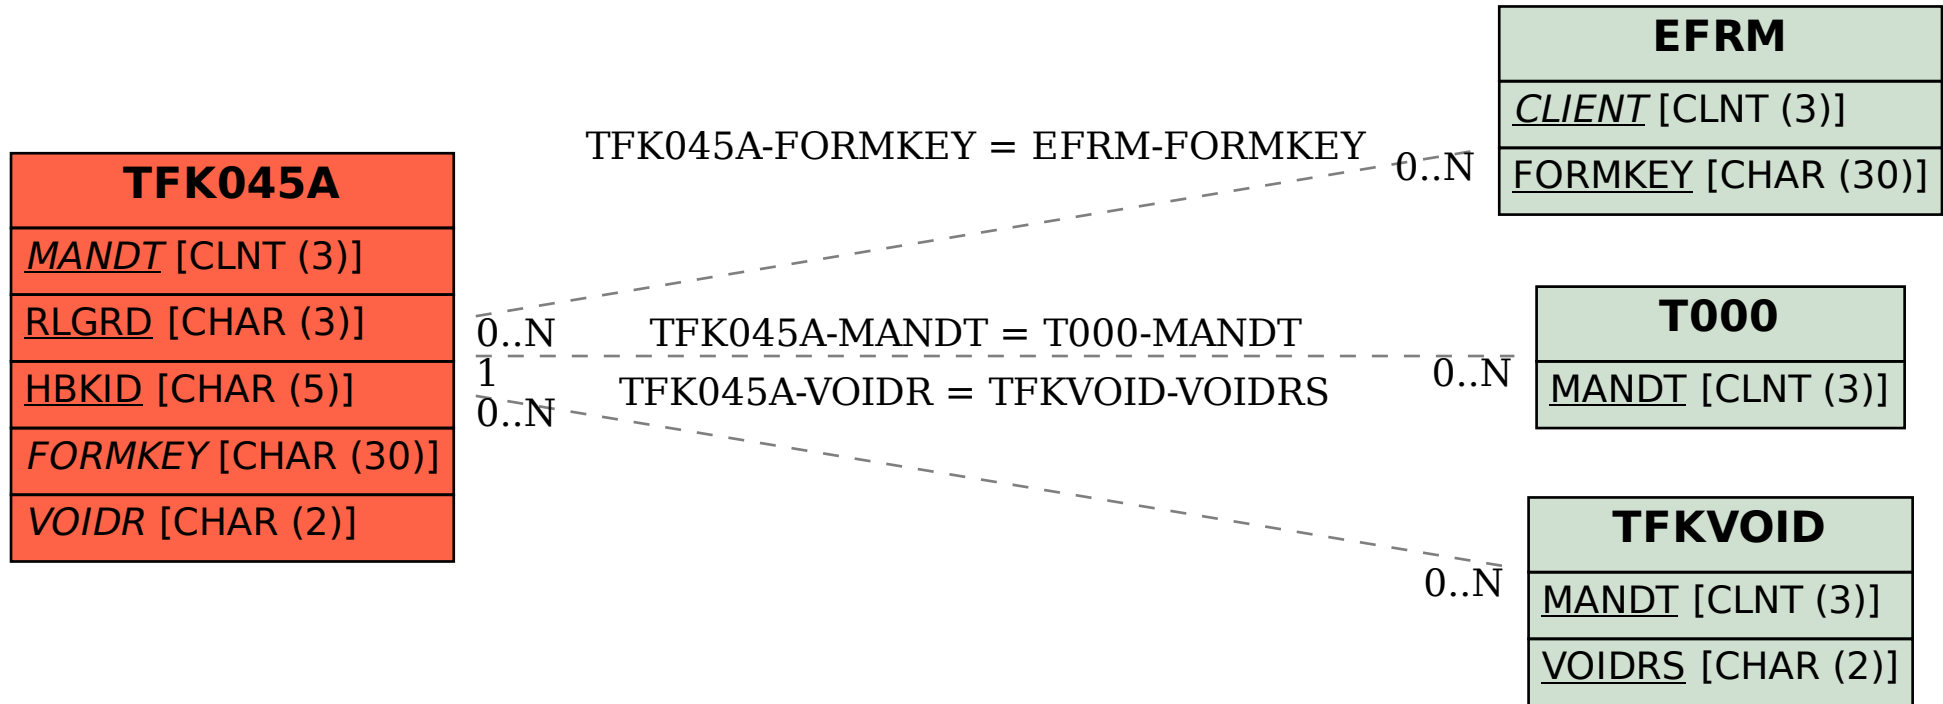 TFK045A
MANDT [CLNT (3)]
RLGRD [CHAR (3)]
HBKID [CHAR (5)]
FORMKEY [CHAR (30)]
VOIDR [CHAR (2)]
TFK045A-FORMKEY = EFRM-FORMKEY
0..N
0..N
TFK045A-MANDT = T000-MANDT
1
0..N
TFK045A-VOIDR = TFKVOID-VOIDRS
0..N
0..N
EFRM
CLIENT [CLNT (3)]
FORMKEY [CHAR (30)]
T000
MANDT [CLNT (3)]
TFKVOID
MANDT [CLNT (3)]
VOIDRS [CHAR (2)]